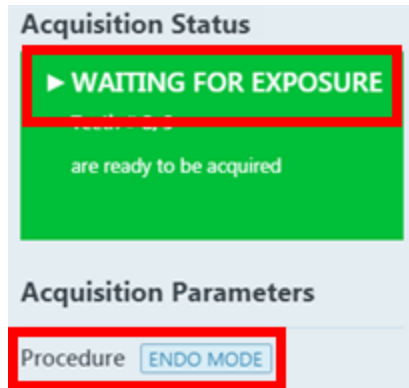 Acquisition Status
► WAITING FOR EXPOSURE
are ready to be acquired
Acquisition Parameters
Procedure ENDO MODE